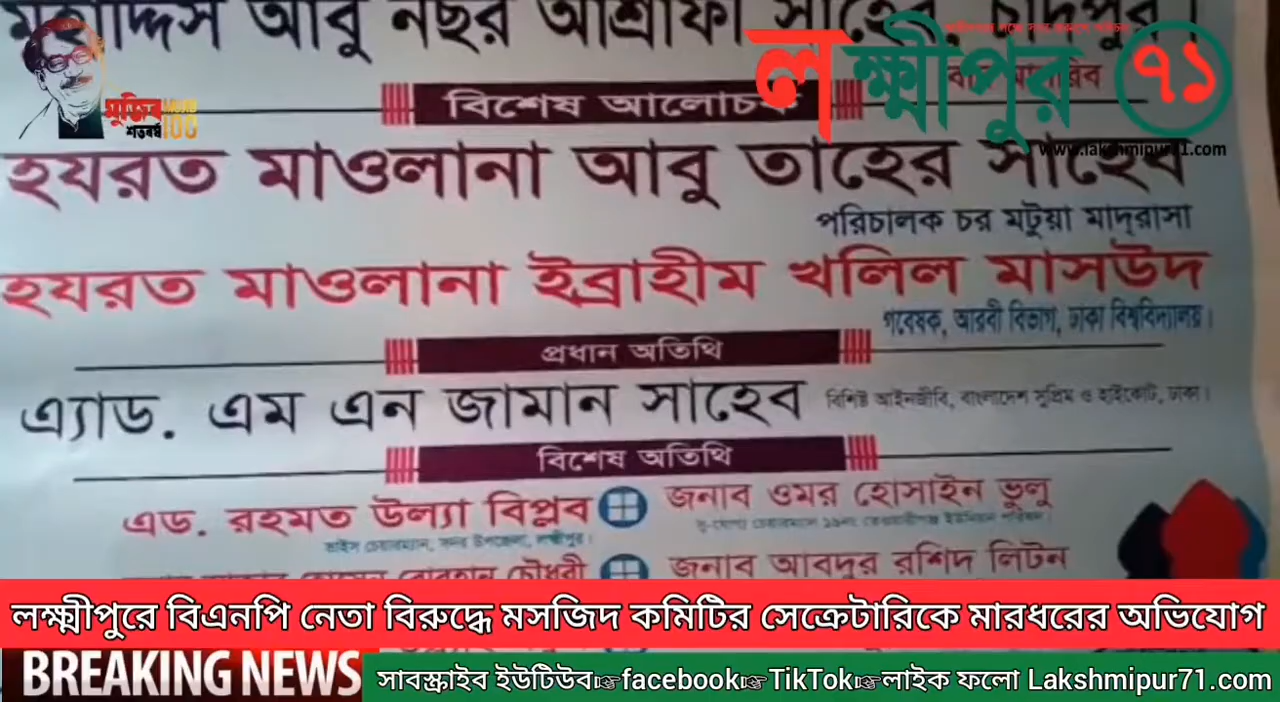 মুহাদ্দিস আবু নছর আশ্রাফী সাহেব, চাঁদপুর।
লক্ষ্মীপুর ৭১
www.lakshmipur71.com
মুজিব
শতবর্ষ 100
বিশেষ আলোচক
হযরত মাওলানা আবু তাহের সাহেব
পরিচালক চর মটুয়া মাদ্‌রাসা
হযরত মাওলানা ইব্রাহীম খলিল মাসউদ
গবেষক, আরবী বিভাগ, ঢাকা বিশ্ববিদ্যালয়।
প্রধান অতিথি
এ্যাড. এম এন জামান সাহেব বিশিষ্ট আইনজীবি, বাংলাদেশ সুপ্রিম ও হাইকোট, ঢাকা।
বিশেষ অতিথি
এড. রহমত উল্যা বিপ্লব জনাব ওমর হোসাইন ভুলু
ভাইস চেয়ারম্যান, সদর উপজেলা, লক্ষ্মীপুর।
চৌধুরী জনাব আবদুর রশিদ লিটন
লক্ষ্মীপুরে বিএনপি নেতা বিরুদ্ধে মসজিদ কমিটির সেক্রেটারিকে মারধরের অভিযোগ
BREAKING NEWS সাবস্ক্রাইব ইউটিউব☞facebook☞TikTok☞লাইক ফলো Lakshmipur71.com